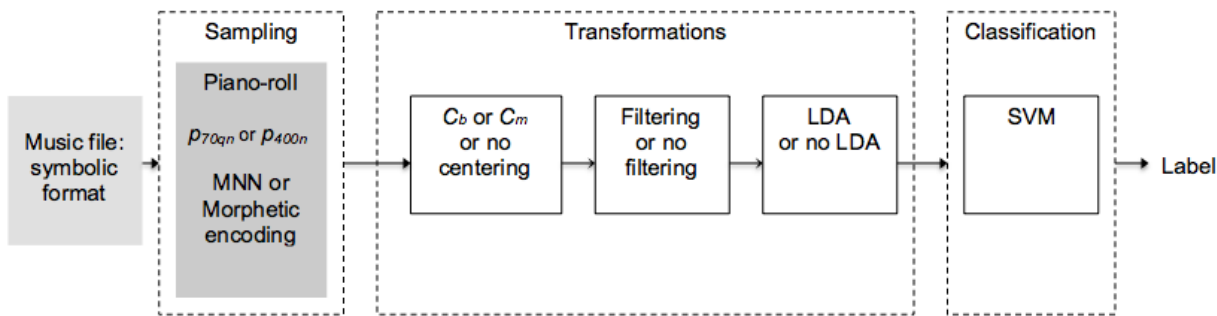 Music file:
symbolic
format
Sampling
Piano-roll
p70qn or p400n
MNN or
Morphetic
encoding
Transformations
Cb or Cm
or no
centering
Filtering
or no
filtering
LDA
or no LDA
Classification
SVM
Label